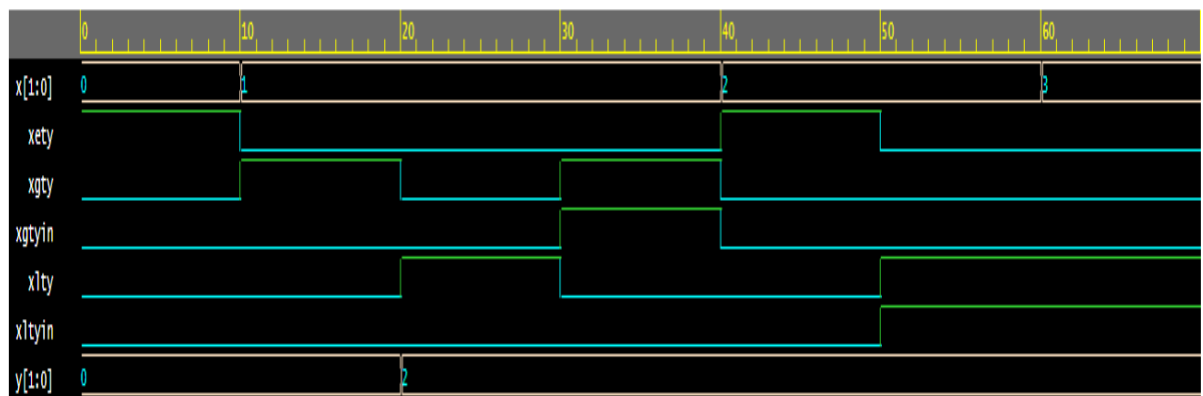 0 10 20 30 40 50 60
x[1:0] 0 1 2 3
xety
xgty
xgtyin
xlty
xltyin
y[1:0] 0 2